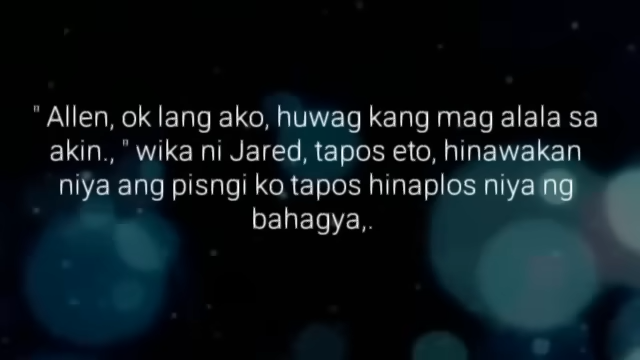 " Allen, ok lang ako, huwag kang mag alala sa
akin., " wika ni Jared, tapos eto, hinawakan
niya ang pisngi ko tapos hinaplos niya ng
bahagya,.